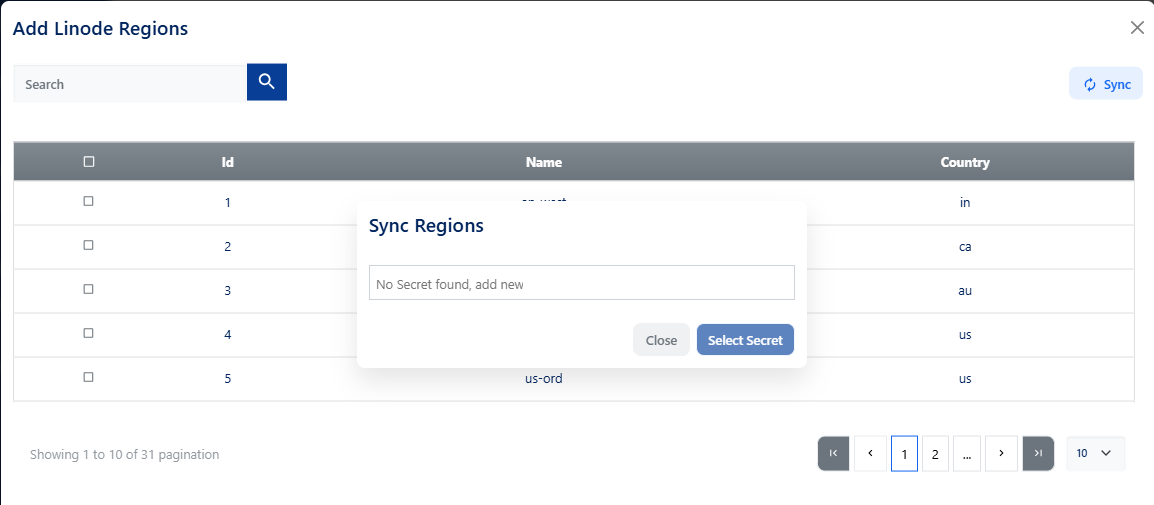 Add Linode Regions
Search
Sync
Id Name Country
1 in
Sync Regions
2 ca
No Secret found, add new
3 au
4 us
Close Select Secret
5 us-ord us
Showing 1 to 10 of 31 pagination
1 2 ... 10